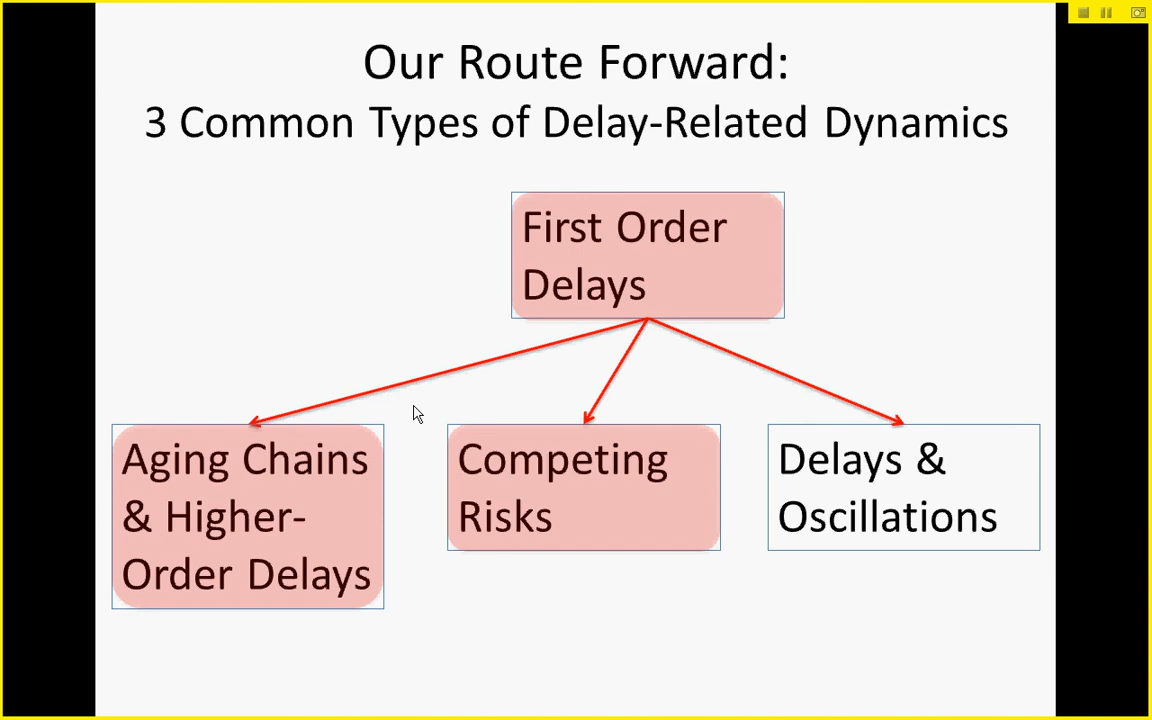 Our Route Forward:
3 Common Types of Delay-Related Dynamics
First Order
Delays
Aging Chains
& Higher-
Order Delays
Competing
Risks
Delays &
Oscillations